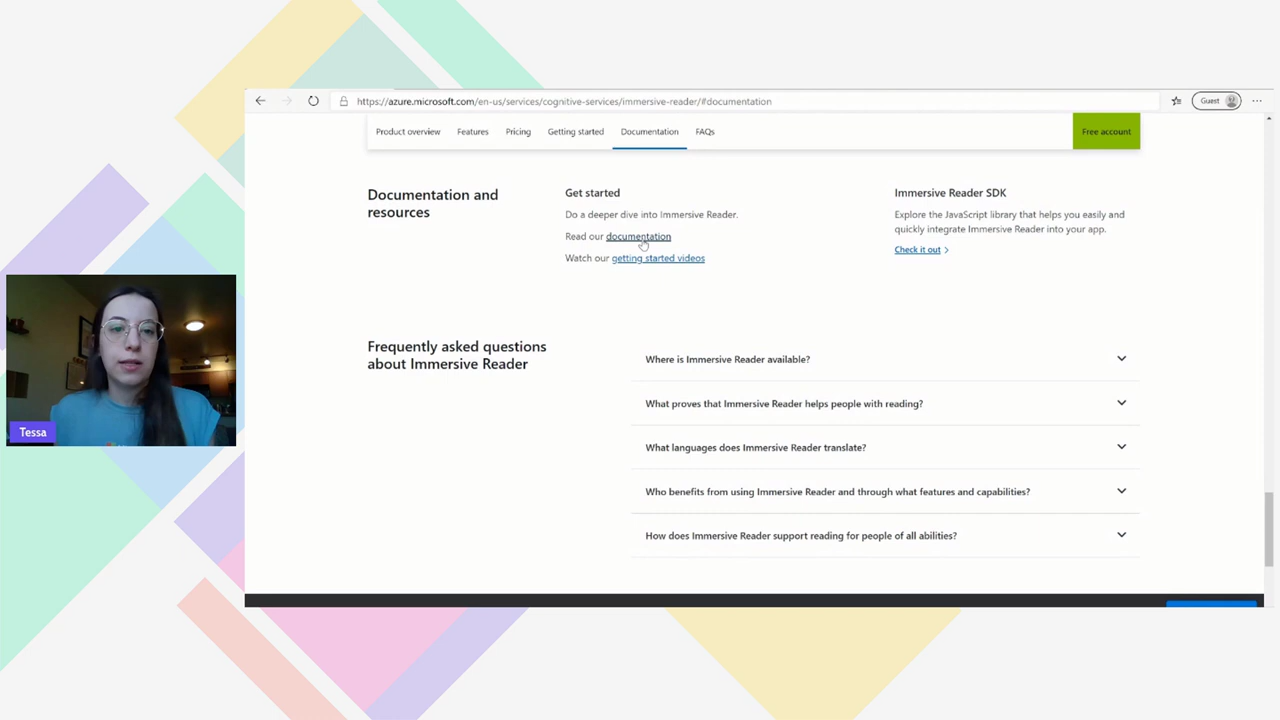 https://azure.microsoft.com/en-us/services/cognitive-services/immersive-reader/#documentation
Guest
Product overview
Features
Pricing
Getting started
Documentation
FAQs
Free account
Documentation and
resources
Get started
Do a deeper dive into Immersive Reader.
Read our documentation
Watch our getting started videos
Immersive Reader SDK
Explore the JavaScript library that helps you easily and
quickly integrate Immersive Reader into your app.
Check it out
Frequently asked questions
about Immersive Reader
Where is Immersive Reader available?
What proves that Immersive Reader helps people with reading?
What languages does Immersive Reader translate?
Who benefits from using Immersive Reader and through what features and capabilities?
How does Immersive Reader support reading for people of all abilities?
Tessa